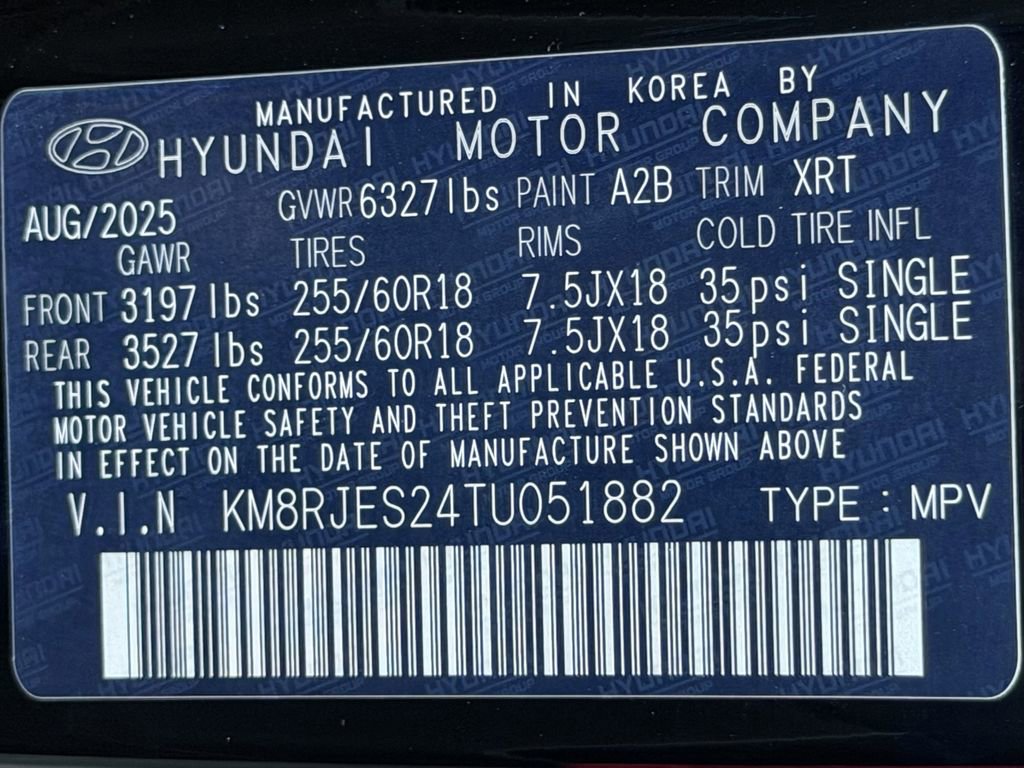 MANUFACTURED IN KOREA BY
HYUNDAI MOTOR COMPANY
AUG/2025 GVWR 6327 lbs PAINT A2B TRIM XRT
GAWR TIRES RIMS COLD TIRE INFL
FRONT 3197 lbs 255/60R18 7.5JX18 35psi SINGLE
REAR 3527 lbs 255/60R18 7.5JX18 35psi SINGLE
THIS VEHICLE CONFORMS TO ALL APPLICABLE U.S.A. FEDERAL
MOTOR VEHICLE SAFETY AND THEFT PREVENTION STANDARDS
IN EFFECT ON THE DATE OF MANUFACTURE SHOWN ABOVE
V.I.N KM8RJES24TU051882 TYPE : MPV